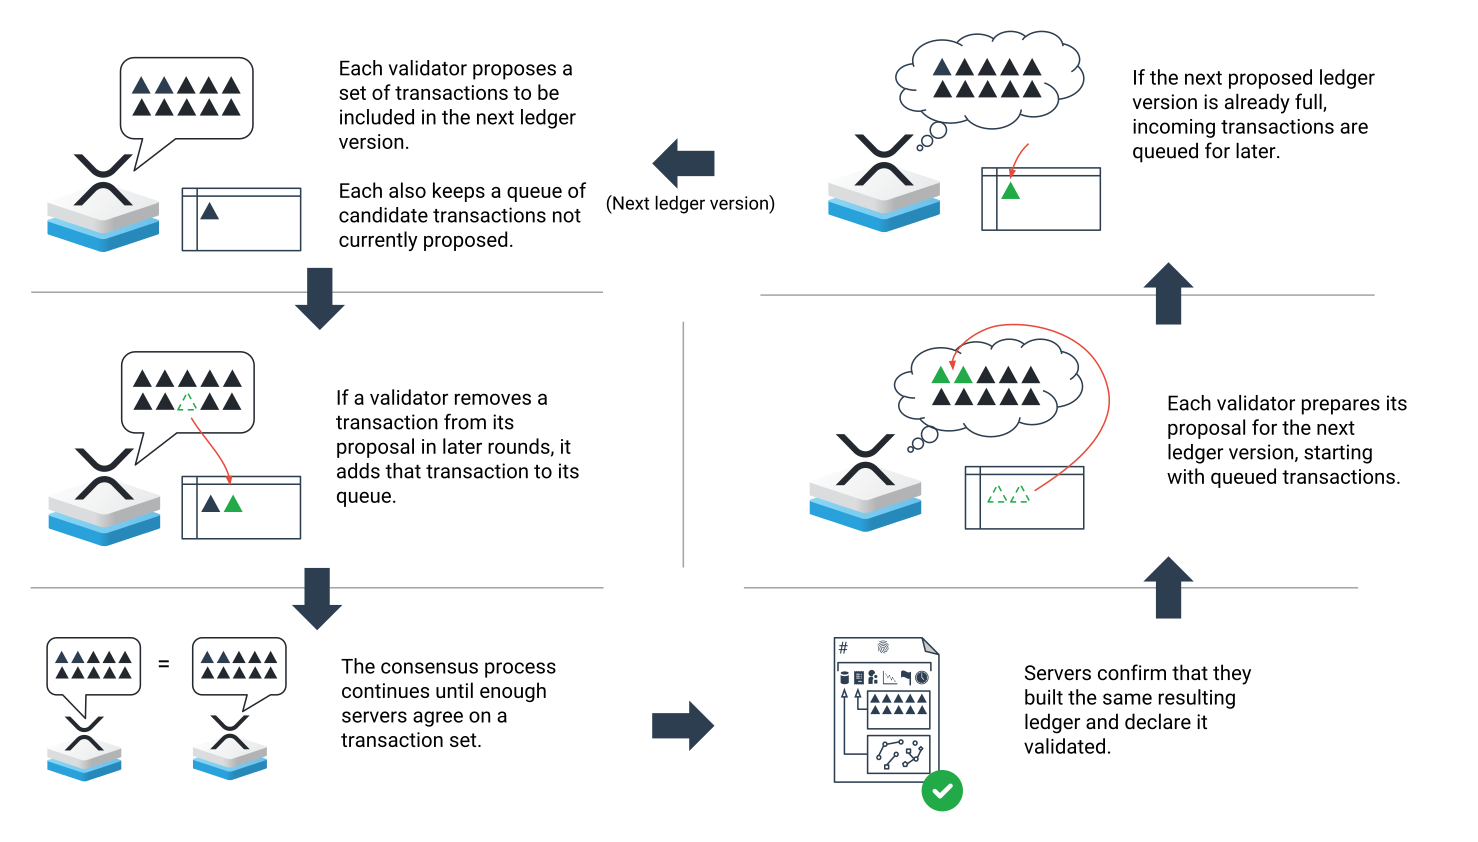 Each validator proposes a
set of transactions to be
included in the next ledger
version.
Each also keeps a queue of
candidate transactions not
currently proposed.
If a validator removes a
transaction from its
proposal in later rounds, it
adds that transaction to its
queue.
=
The consensus process
continues until enough
servers agree on a
transaction set.
#
Servers confirm that they
built the same resulting
ledger and declare it
validated.
Each validator prepares its
proposal for the next
ledger version, starting
with queued transactions.
If the next proposed ledger
version is already full,
incoming transactions are
queued for later.
(Next ledger version)